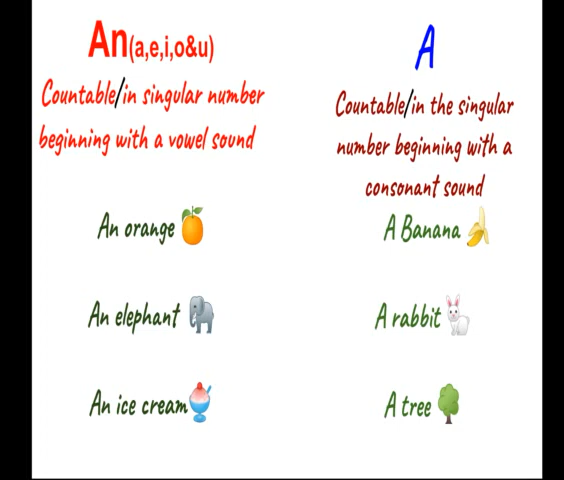 An(a,e,i,o&u)
Countable/in singular number
beginning with a vowel sound
An orange
An elephant
An ice cream
A
Countable/in the singular
number beginning with a
consonant sound
A Banana
A rabbit
A tree